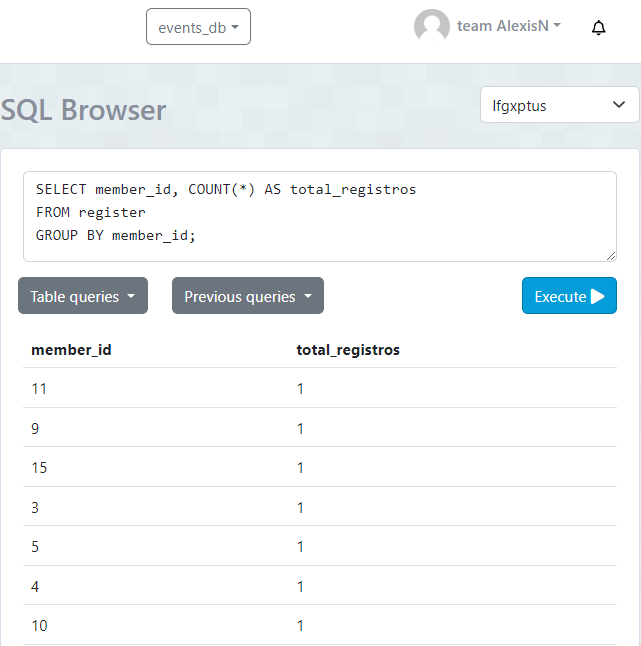 events_db
team AlexisN
SQL Browser
lfgxptus
SELECT member_id, COUNT(*) AS total_registros
FROM register
GROUP BY member_id;
Table queries
Previous queries
Execute
member_id total_registros
11 1
9 1
15 1
3 1
5 1
4 1
10 1